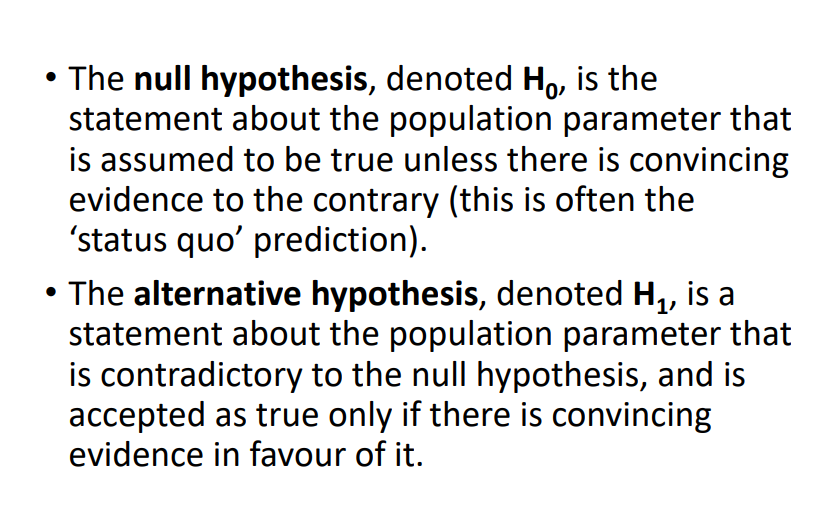 • The null hypothesis, denoted H₀, is the
statement about the population parameter that
is assumed to be true unless there is convincing
evidence to the contrary (this is often the
‘status quo’ prediction).
• The alternative hypothesis, denoted H₁, is a
statement about the population parameter that
is contradictory to the null hypothesis, and is
accepted as true only if there is convincing
evidence in favour of it.